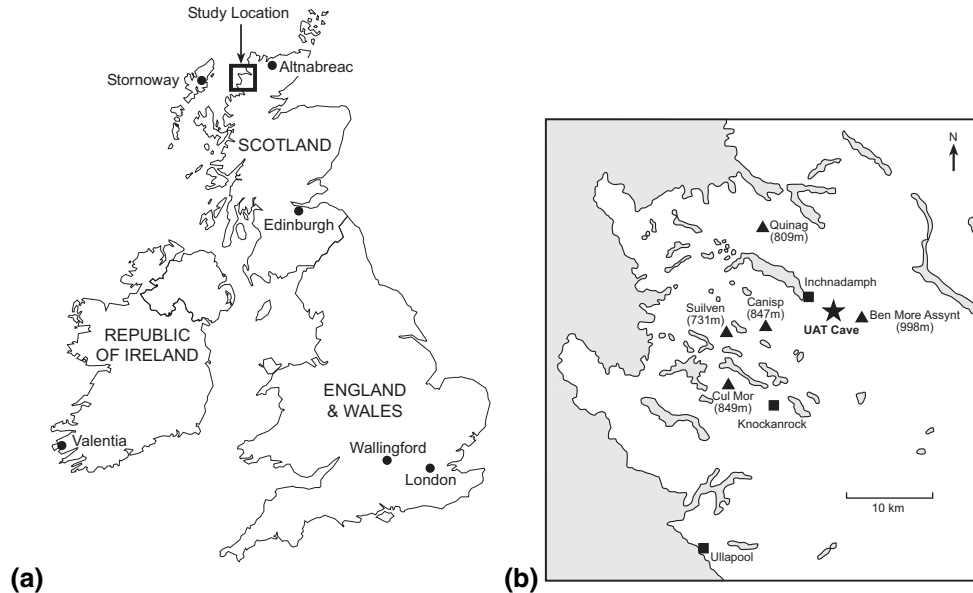 Study Location
Stornoway
Altnabreac
SCOTLAND
Edinburgh
REPUBLIC
OF IRELAND
ENGLAND
& WALES
Valentia
Wallingford
London
(a)
N
Quinag
(809m)
Inchnadamph
Suilven
(731m)
Canisp
(847m)
UAT Cave
Ben More Assynt
(998m)
Cul Mor
(849m)
Knockanrock
10 km
Ullapool
(b)